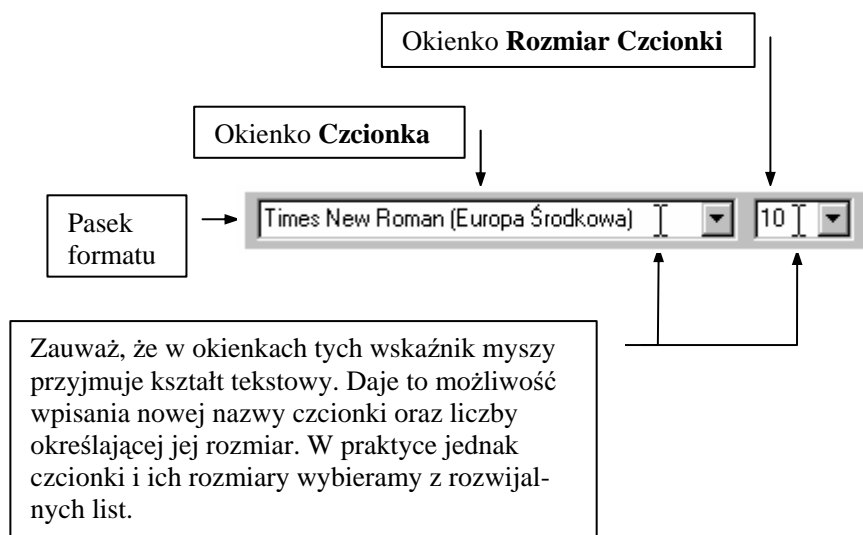 Okienko Rozmiar Czcionki
Okienko Czcionka
Pasek
formatu
Times New Roman (Europa Środkowa)
10
Zauważ, że w okienkach tych wskaźnik myszy
przyjmuje kształt tekstowy. Daje to możliwość
wpisania nowej nazwy czcionki oraz liczby
określającej jej rozmiar. W praktyce jednak
czcionki i ich rozmiary wybieramy z rozwijal-
nych list.